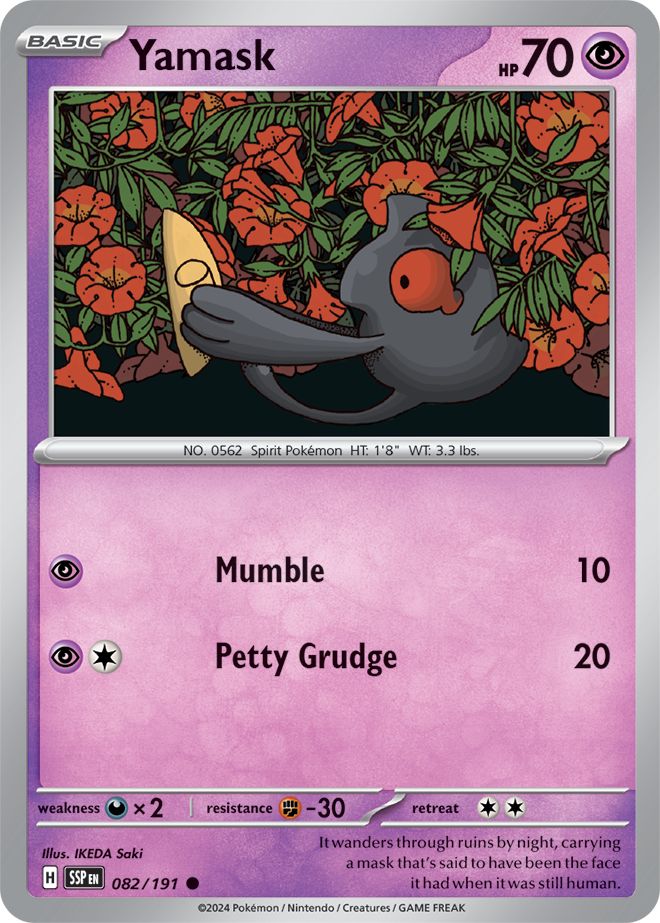 BASIC
Yamask
HP 70
NO. 0562 Spirit Pokémon HT: 1'8" WT: 3.3 lbs.
Mumble 10
Petty Grudge 20
weakness ×2 resistance -30 retreat
Illus. IKEDA Saki
It wanders through ruins by night, carrying
a mask that's said to have been the face
it had when it was still human.
H SSP EN 082/191
©2024 Pokémon / Nintendo / Creatures / GAME FREAK